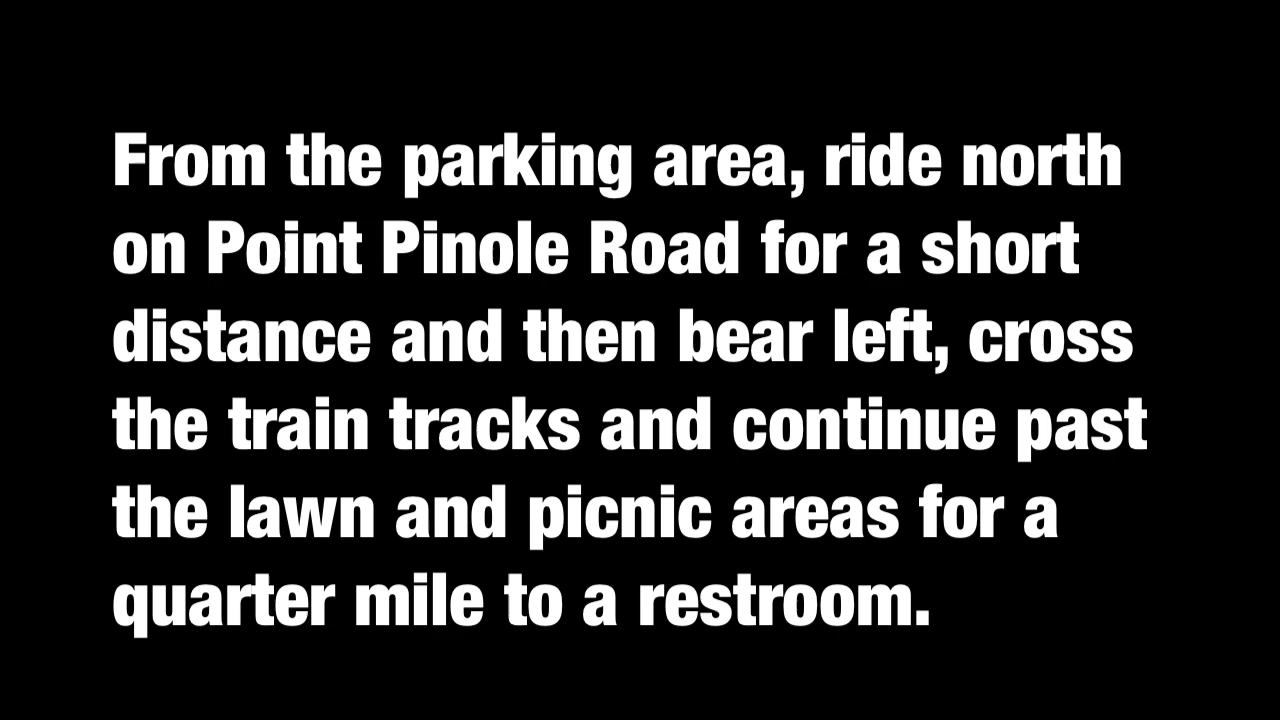 From the parking area, ride north
on Point Pinole Road for a short
distance and then bear left, cross
the train tracks and continue past
the lawn and picnic areas for a
quarter mile to a restroom.